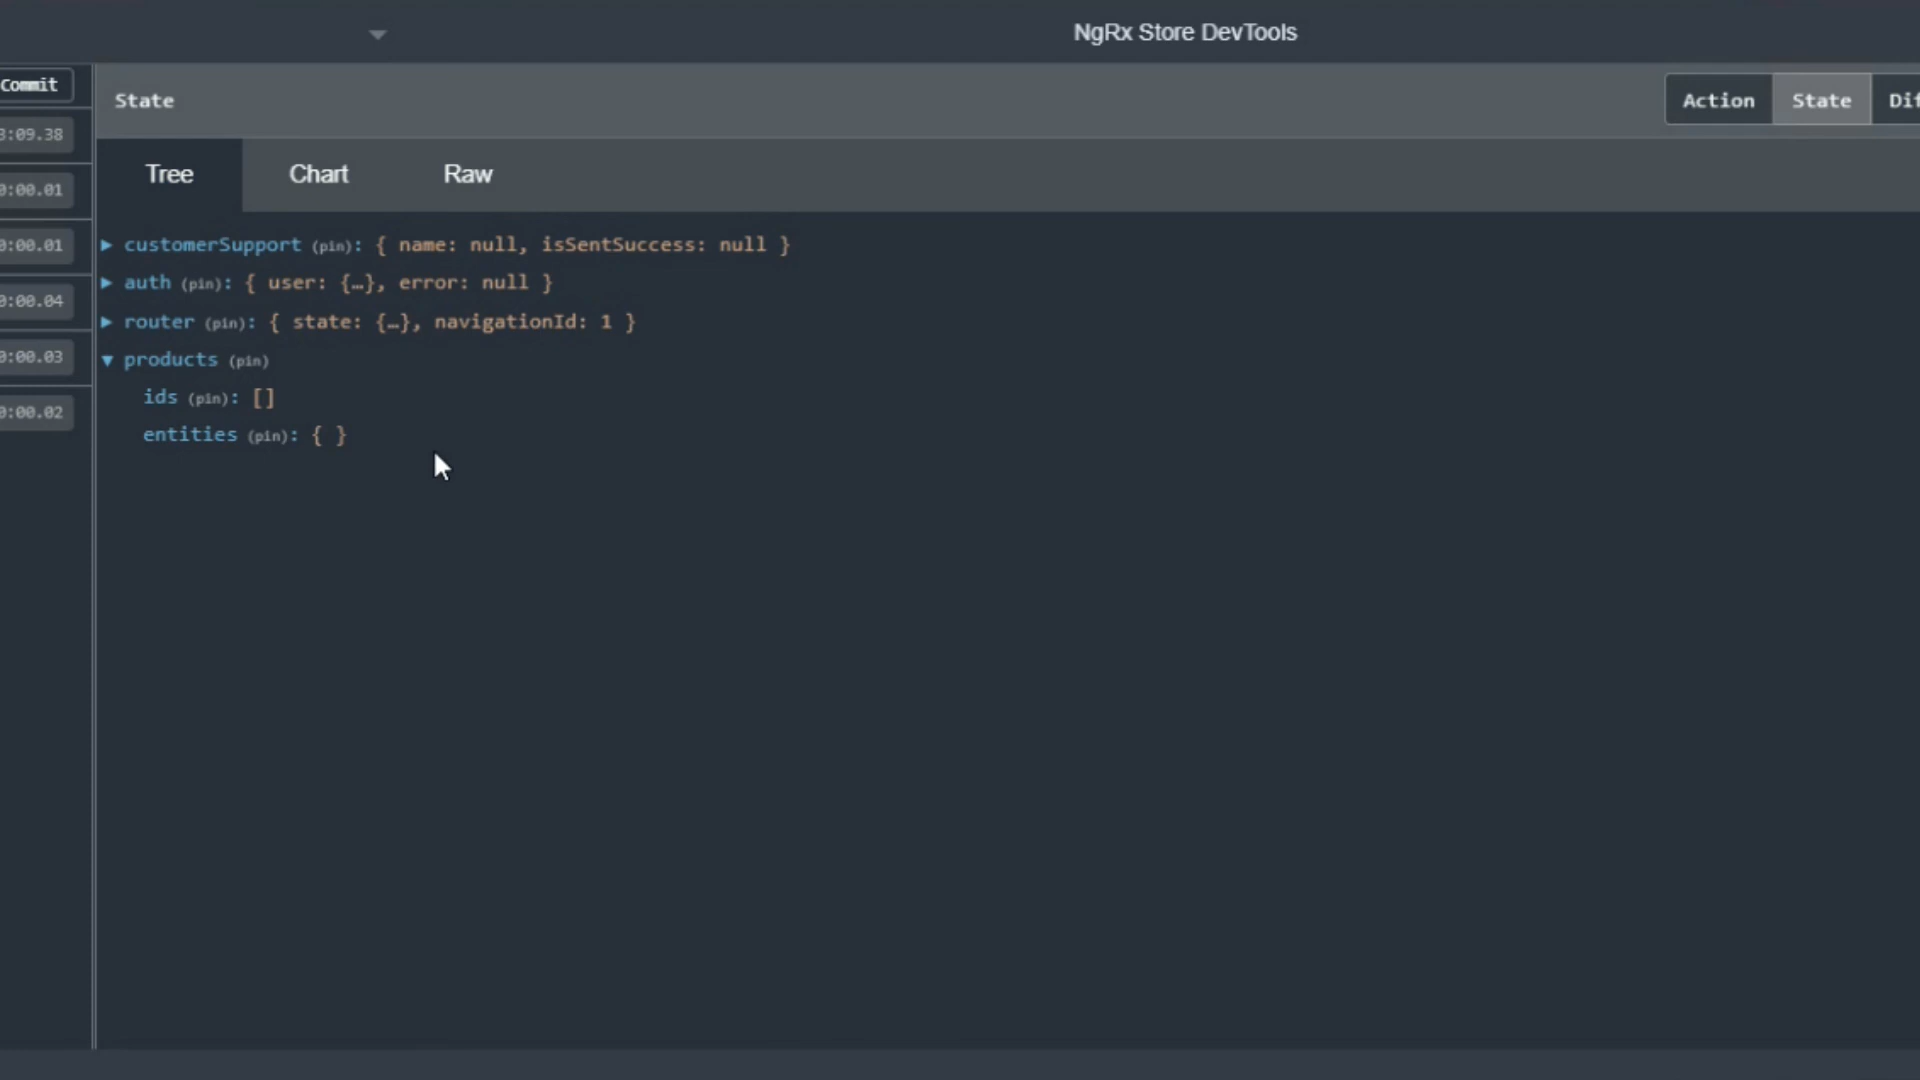 NgRx Store DevTools
Commit
3:09.38
0:00.01
0:00.01
0:00.04
0:00.03
0:00.02
State
Action State Dif
Tree Chart Raw
customerSupport (pin): { name: null, isSentSuccess: null }
auth (pin): { user: {…}, error: null }
router (pin): { state: {…}, navigationId: 1 }
products (pin)
ids (pin): []
entities (pin): { }